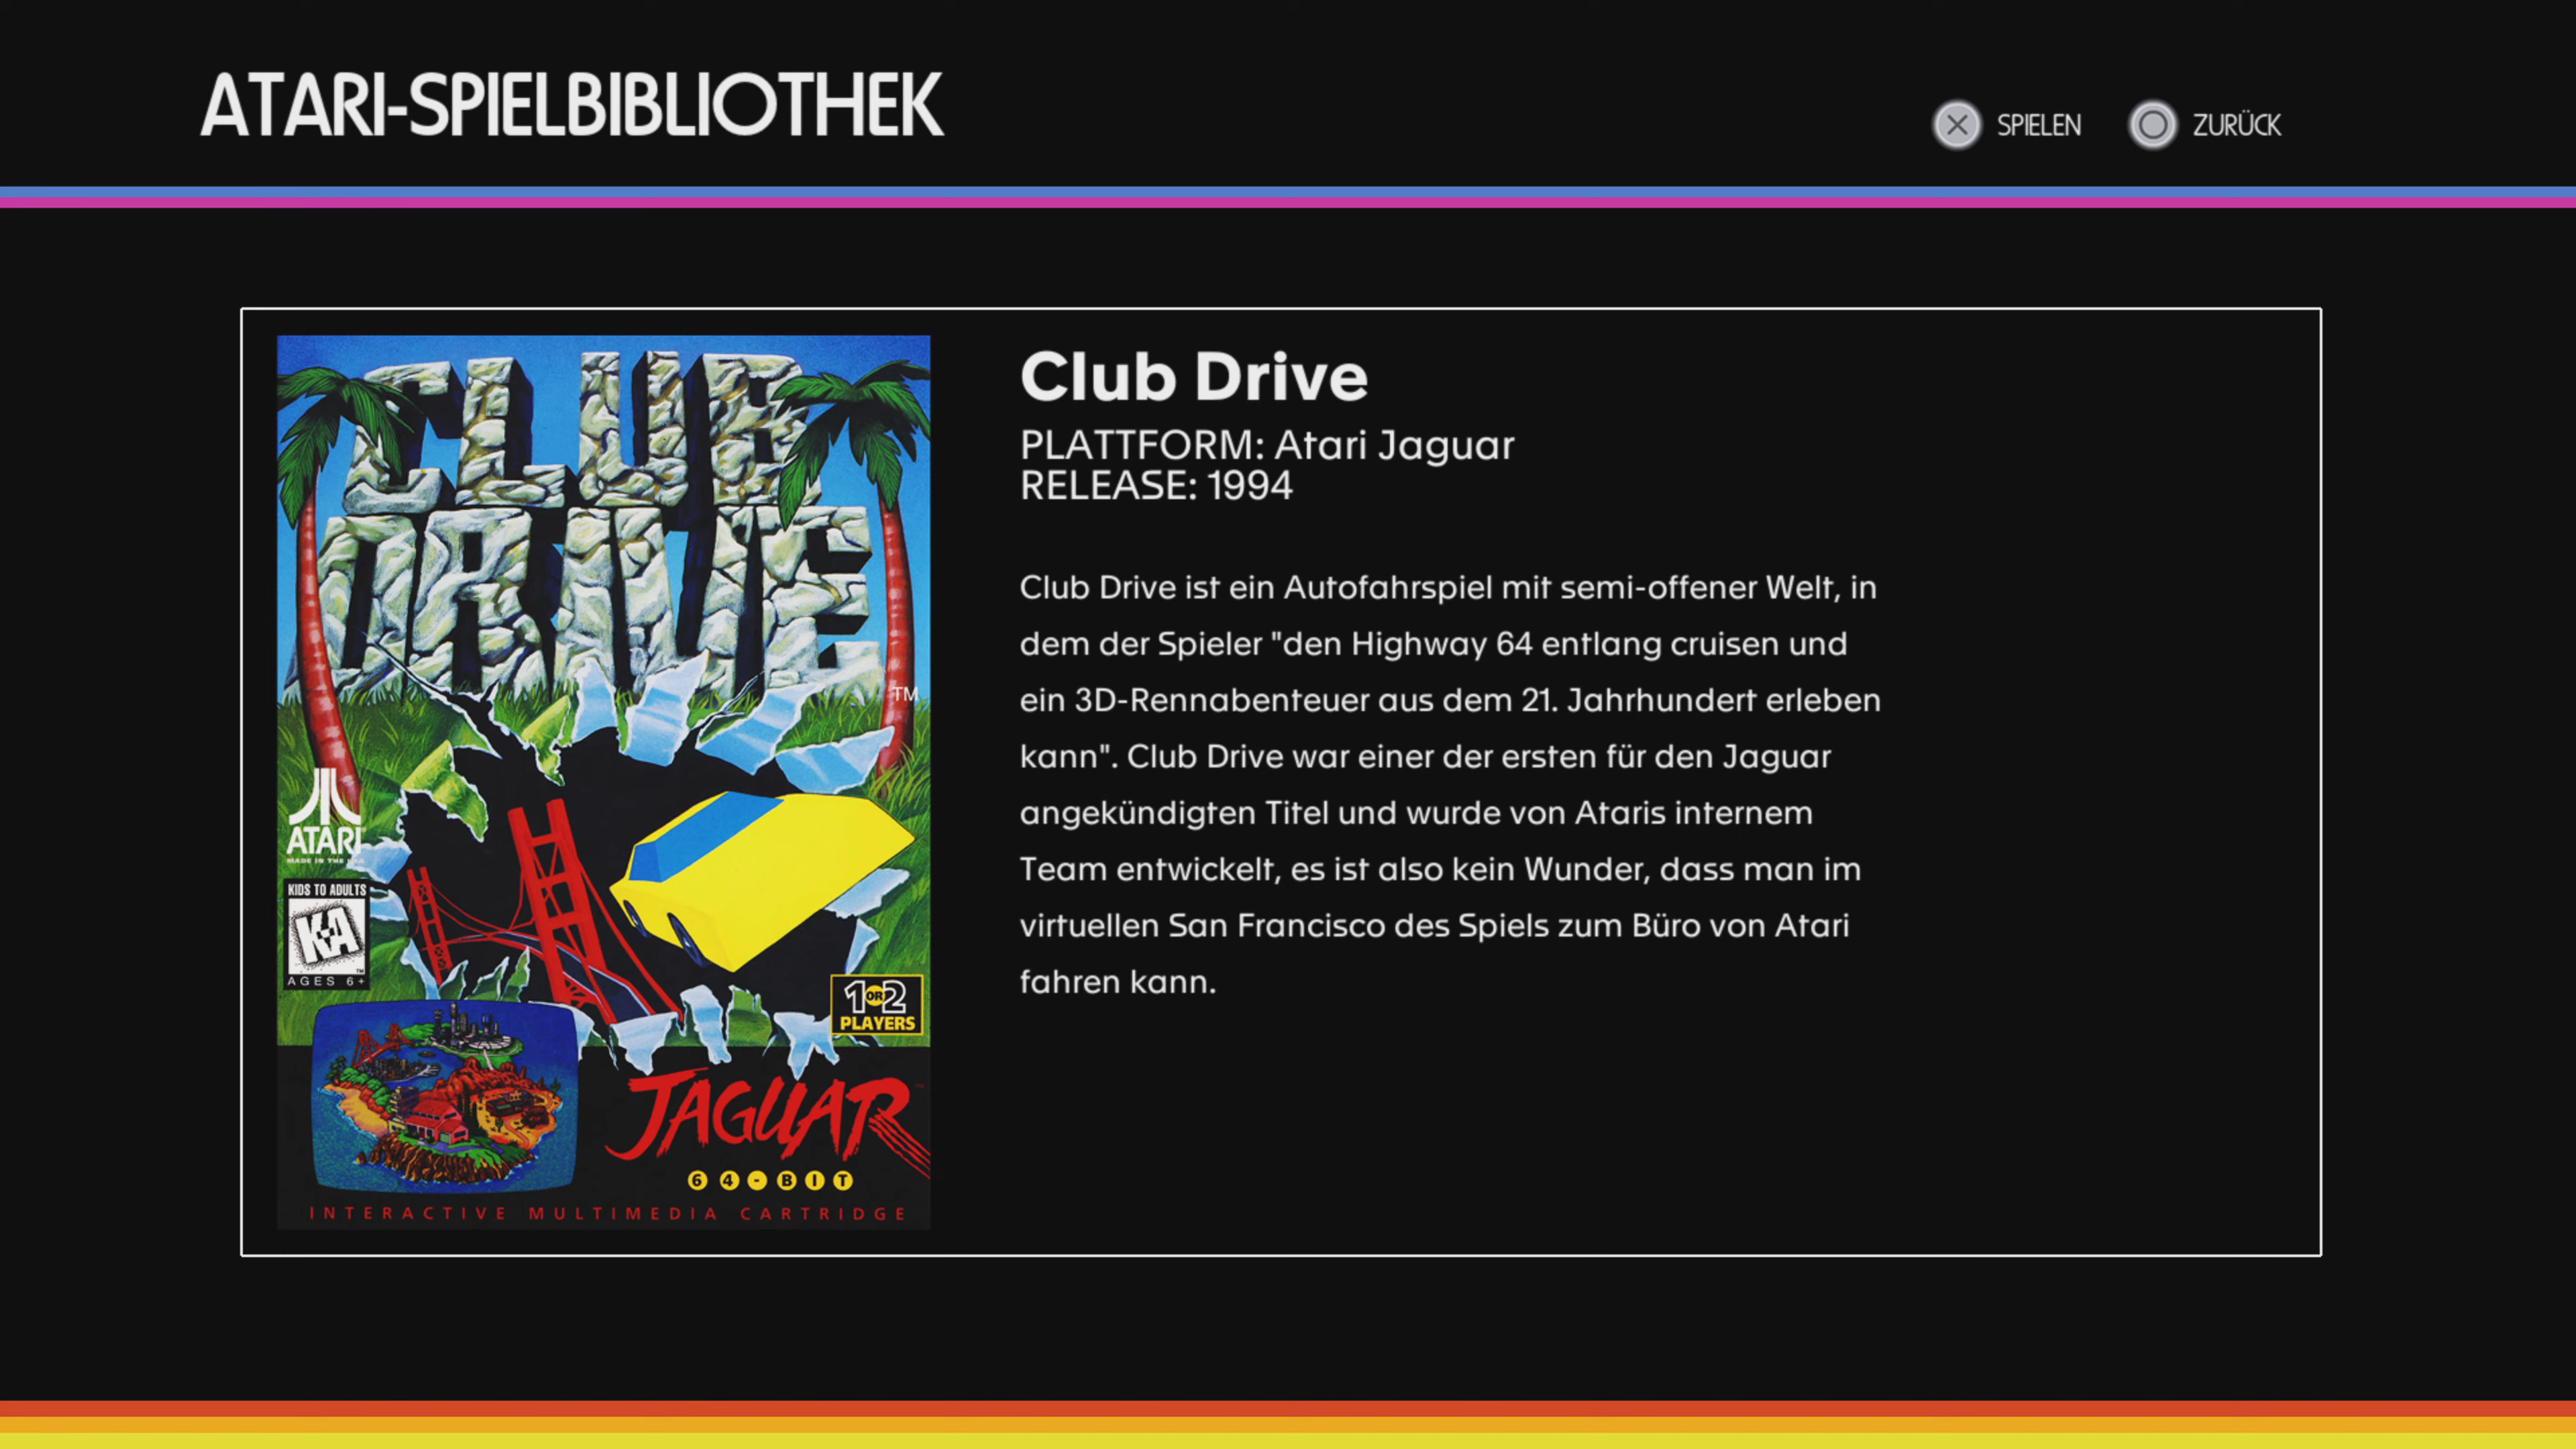 ATARI-SPIELBIBLIOTHEK
SPIELEN
ZURÜCK
CLUB
DRIVE
TM
ATARI
MADE IN THE
KIDS TO ADULTS
K-A
AGES 6+
1 OR 2
PLAYERS
JAGUAR
64-BIT
INTERACTIVE MULTIMEDIA CARTRIDGE
Club Drive
PLATTFORM: Atari Jaguar
RELEASE: 1994
Club Drive ist ein Autofahrspiel mit semi-offener Welt, in
dem der Spieler "den Highway 64 entlang cruisen und
ein 3D-Rennabenteuer aus dem 21. Jahrhundert erleben
kann". Club Drive war einer der ersten für den Jaguar
angekündigten Titel und wurde von Ataris internem
Team entwickelt, es ist also kein Wunder, dass man im
virtuellen San Francisco des Spiels zum Büro von Atari
fahren kann.